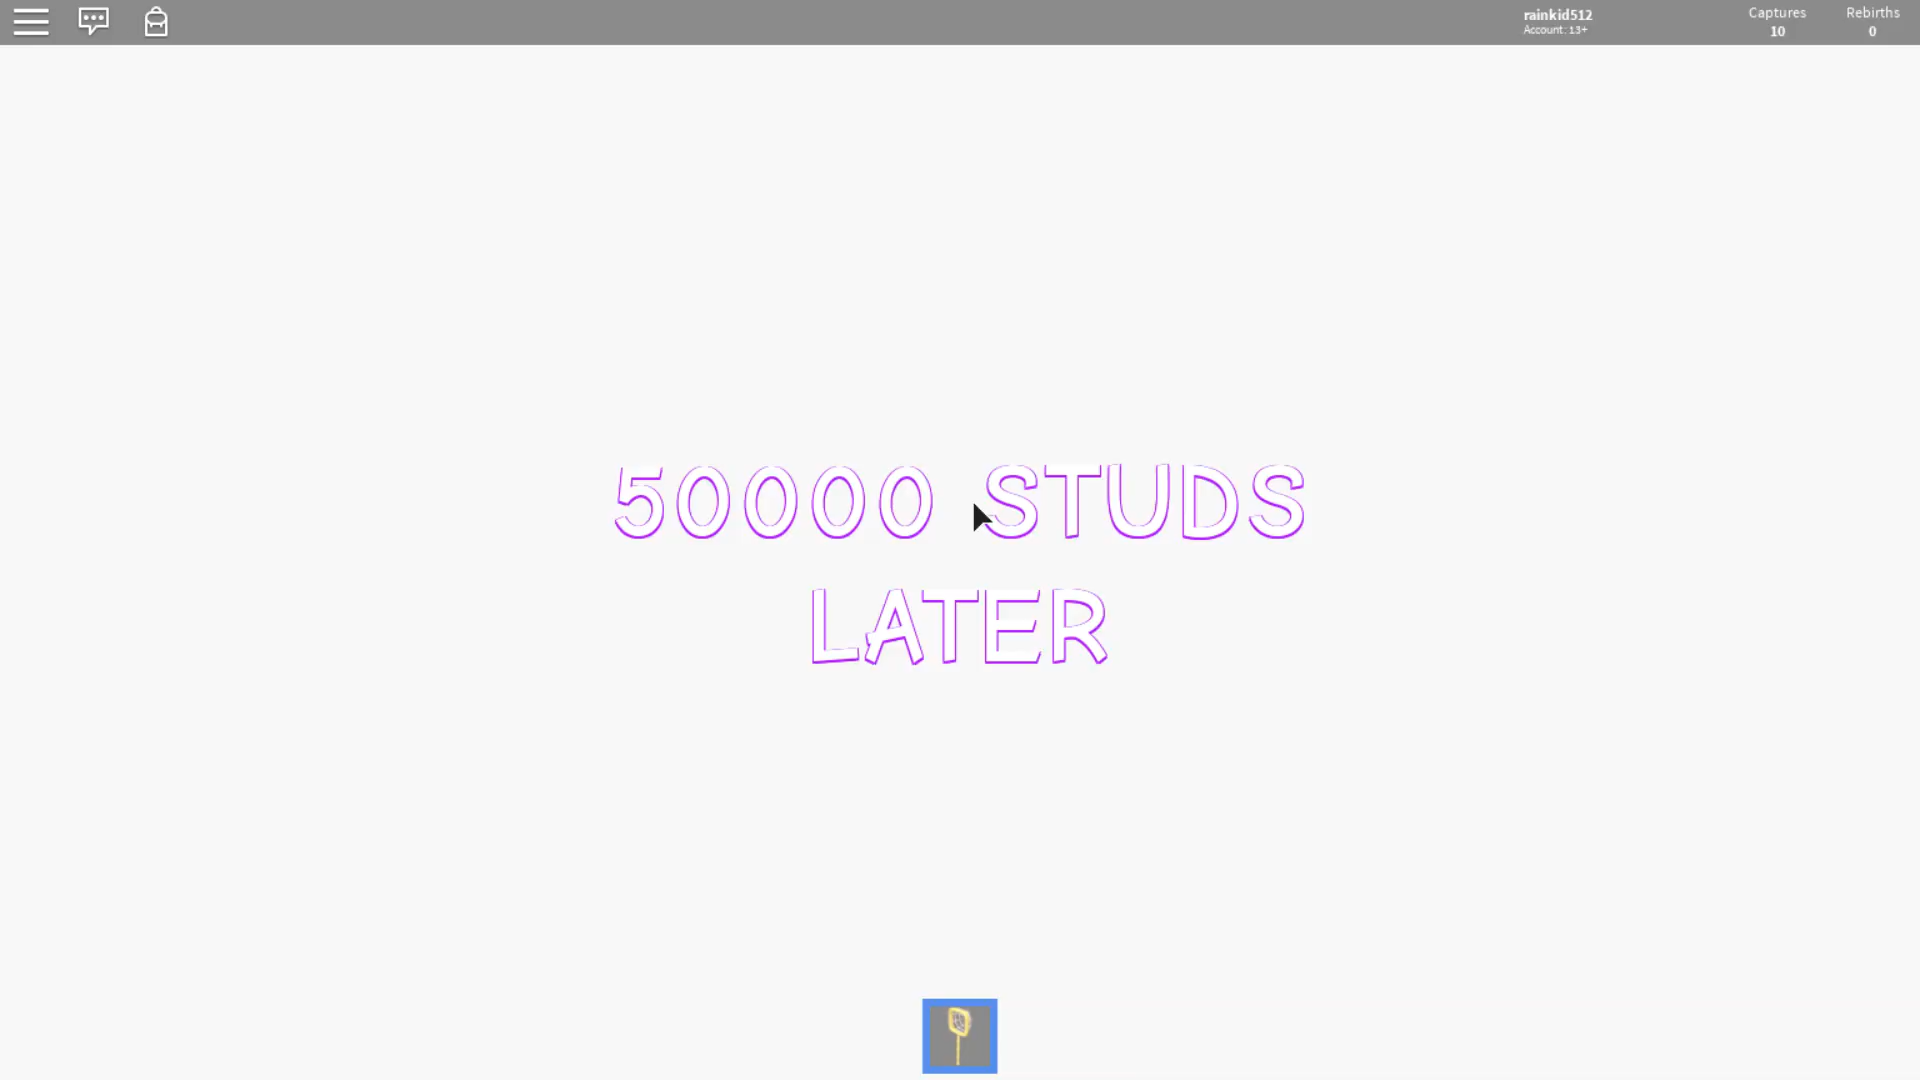 rainkid512
Account: 13+
Captures
10
Rebirths
0
50000 STUDS
LATER